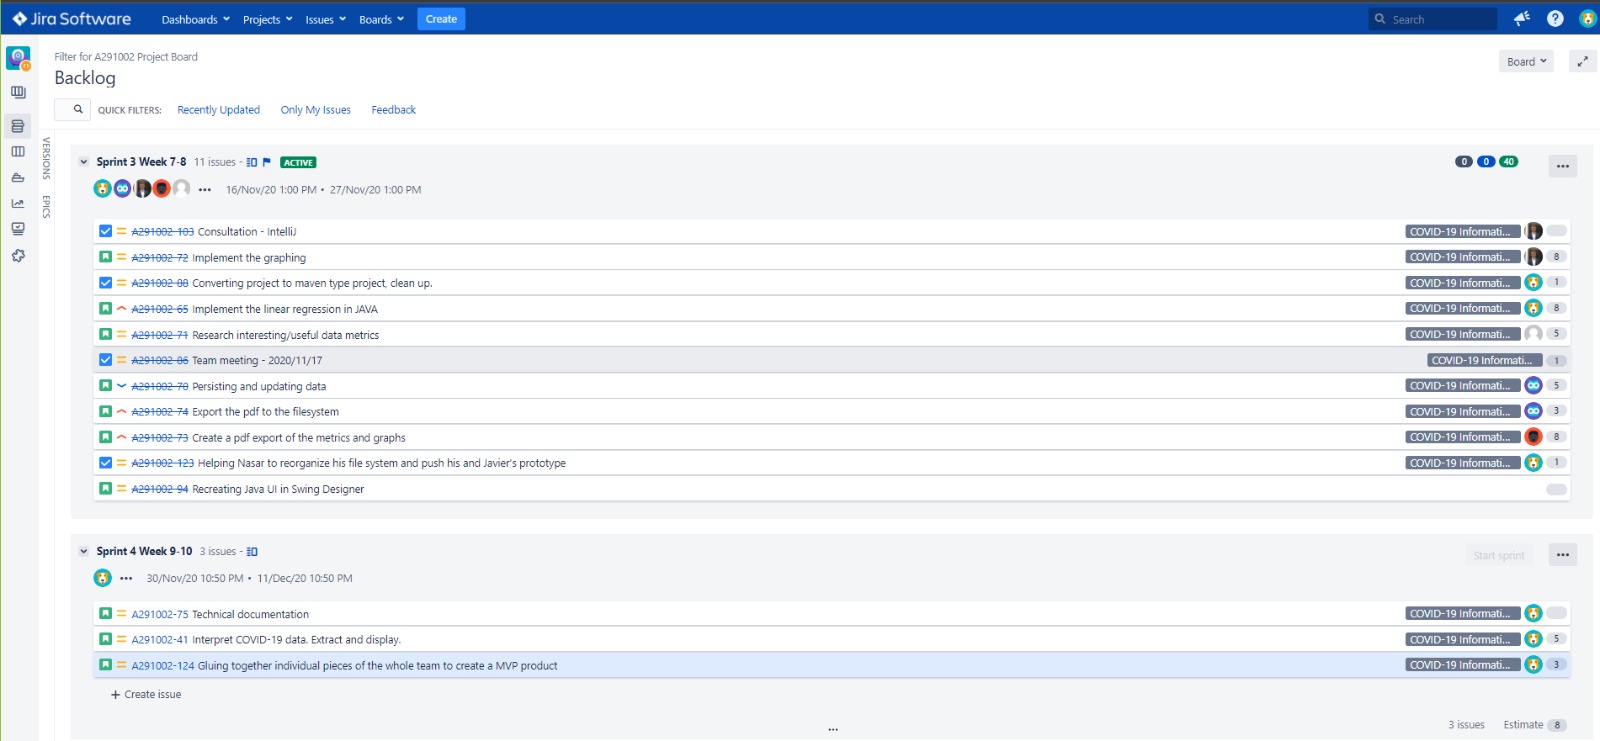 Jira Software Dashboards Projects Issues Boards Create Search
Filter for A291002 Project Board
Backlog
Board
QUICK FILTERS: Recently Updated Only My Issues Feedback
VERSIONS
EPICS
Sprint 3 Week 7-8 11 issues - ACTIVE 0 0 40
16/Nov/20 1:00 PM • 27/Nov/20 1:00 PM
A291002-103 Consultation - IntelliJ COVID-19 Informati...
A291002-72 Implement the graphing COVID-19 Informati... 8
A291002-88 Converting project to maven type project, clean up. COVID-19 Informati... 1
A291002-65 Implement the linear regression in JAVA COVID-19 Informati... 8
A291002-71 Research interesting/useful data metrics COVID-19 Informati... 5
A291002-86 Team meeting - 2020/11/17 COVID-19 Informati... 1
A291002-70 Persisting and updating data COVID-19 Informati... 5
A291002-74 Export the pdf to the filesystem COVID-19 Informati... 3
A291002-73 Create a pdf export of the metrics and graphs COVID-19 Informati... 8
A291002-123 Helping Nasar to reorganize his file system and push his and Javier's prototype COVID-19 Informati... 1
A291002-94 Recreating Java UI in Swing Designer
Sprint 4 Week 9-10 3 issues - Start sprint
30/Nov/20 10:50 PM • 11/Dec/20 10:50 PM
A291002-75 Technical documentation COVID-19 Informati...
A291002-41 Interpret COVID-19 data. Extract and display. COVID-19 Informati... 5
A291002-124 Gluing together individual pieces of the whole team to create a MVP product COVID-19 Informati... 3
+ Create issue
3 issues Estimate 8